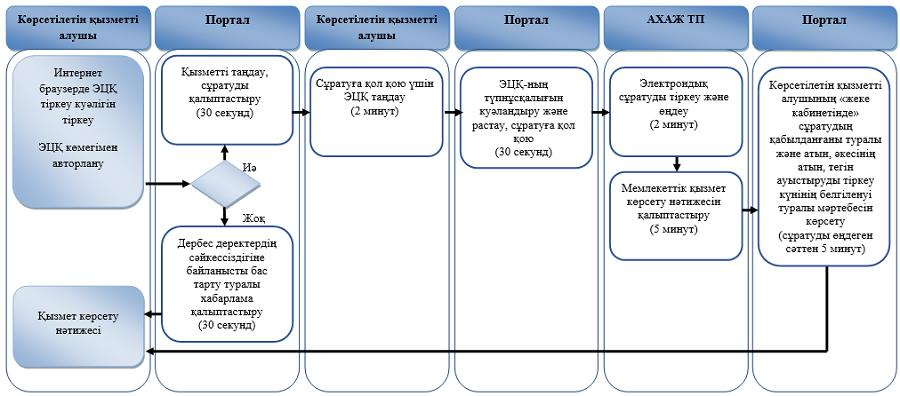 Көрсетілетін қызметті
алушы
Портал
Көрсетілетін қызметті
алушы
Портал
АХАЖ ТП
Портал
Интернет
браузерде ЭЦҚ
тіркеу куәлігін
тіркеу
ЭЦҚ көмегімен
авторлану
Қызметті таңдау,
сұратуды
қалыптастыру
(30 секунд)
Иә
Жоқ
Дербес деректердің
сәйкессіздігіне
байланысты бас
тарту туралы
хабарлама
қалыптастыру
(30 секунд)
Сұратуға қол қою үшін
ЭЦҚ таңдау
(2 минут)
ЭЦҚ-ның
түпнұсқалығын
куәландыру және
растау, сұратуға қол
қою
(30 секунд)
Электрондық
сұратуды тіркеу және
өңдеу
(2 минут)
Мемлекеттік қызмет
көрсету нәтижесін
қалыптастыру
(5 минут)
Көрсетілетін қызметті
алушының «жеке
кабинетінде»
сұратудың
қабылданғаны туралы
және атын, әкесінің
атын, тегін
ауыстыруды тіркеу
күнінің белгіленуі
туралы мәртебесін
көрсету
(сұратуды өңдеген
сәттен 5 минут)
Қызмет көрсету
нәтижесі